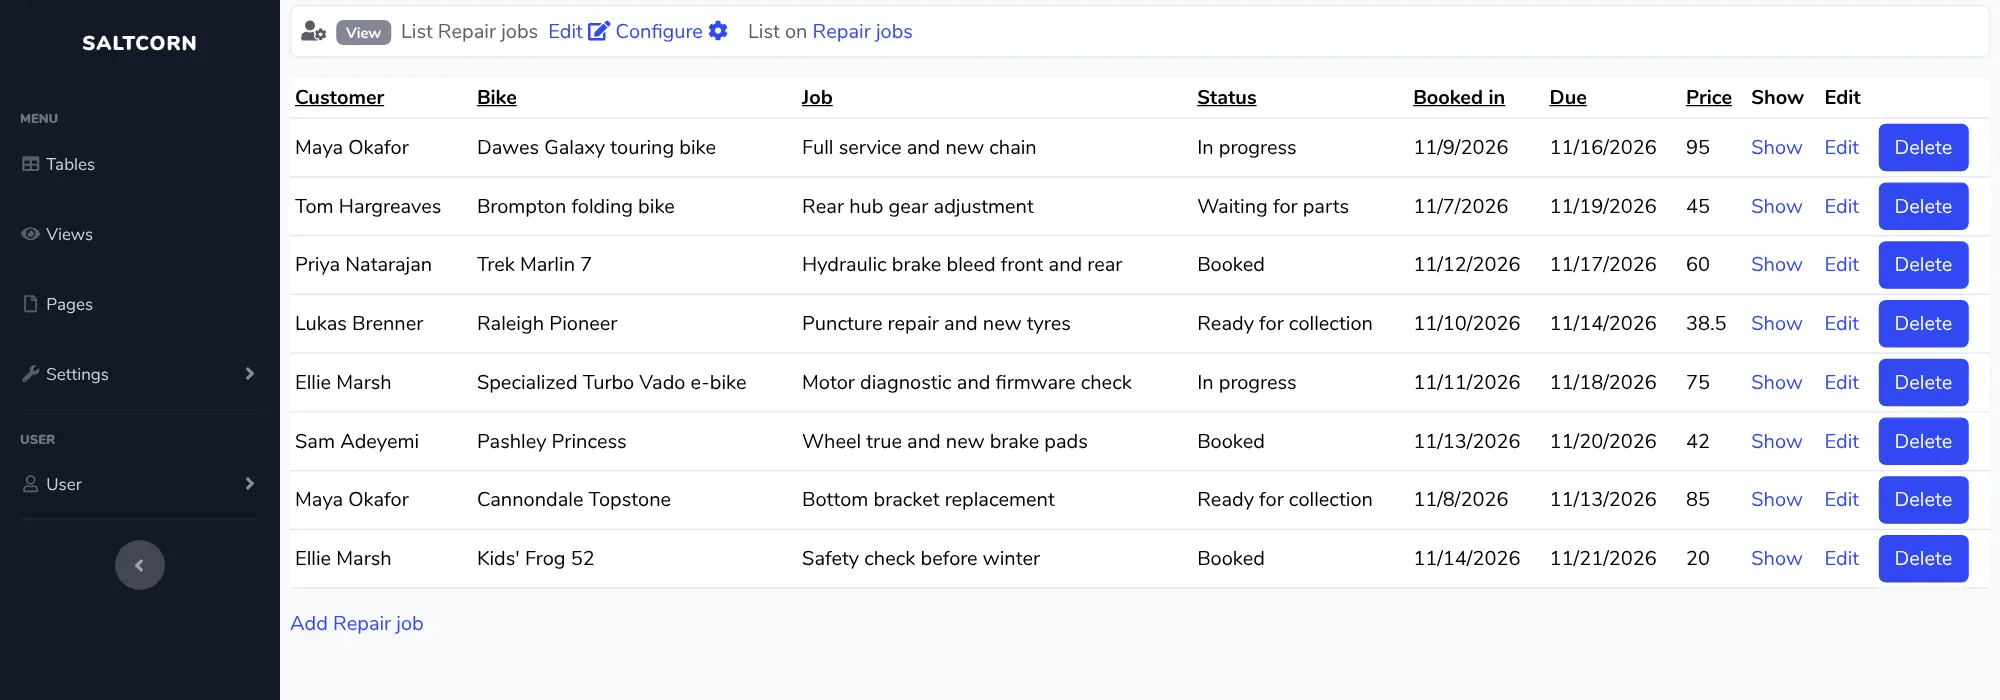 SALTCORN
MENU
Tables
Views
Pages
Settings
USER
User
View List Repair jobs Edit Configure List on Repair jobs
Customer Bike Job Status Booked in Due Price Show Edit
Maya Okafor Dawes Galaxy touring bike Full service and new chain In progress 11/9/2026 11/16/2026 95 Show Edit Delete
Tom Hargreaves Brompton folding bike Rear hub gear adjustment Waiting for parts 11/7/2026 11/19/2026 45 Show Edit Delete
Priya Natarajan Trek Marlin 7 Hydraulic brake bleed front and rear Booked 11/12/2026 11/17/2026 60 Show Edit Delete
Lukas Brenner Raleigh Pioneer Puncture repair and new tyres Ready for collection 11/10/2026 11/14/2026 38.5 Show Edit Delete
Ellie Marsh Specialized Turbo Vado e-bike Motor diagnostic and firmware check In progress 11/11/2026 11/18/2026 75 Show Edit Delete
Sam Adeyemi Pashley Princess Wheel true and new brake pads Booked 11/13/2026 11/20/2026 42 Show Edit Delete
Maya Okafor Cannondale Topstone Bottom bracket replacement Ready for collection 11/8/2026 11/13/2026 85 Show Edit Delete
Ellie Marsh Kids' Frog 52 Safety check before winter Booked 11/14/2026 11/21/2026 20 Show Edit Delete
Add Repair job